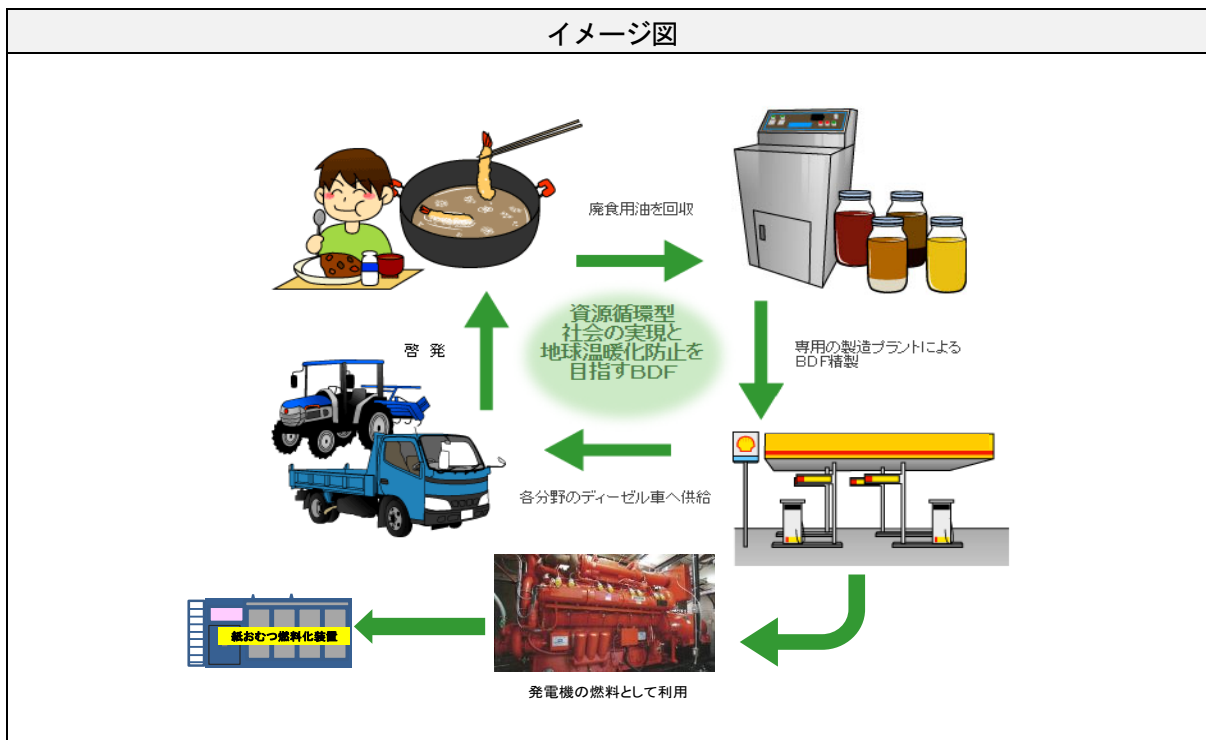 イメージ図
廃食用油を回収
資源循環型
社会の実現と
地球温暖化防止を
目指すBDF
啓 発
専用の製造プラントによる
BDF精製
各分野のディーゼル車へ供給
紙おむつ燃料化装置
発電機の燃料として利用